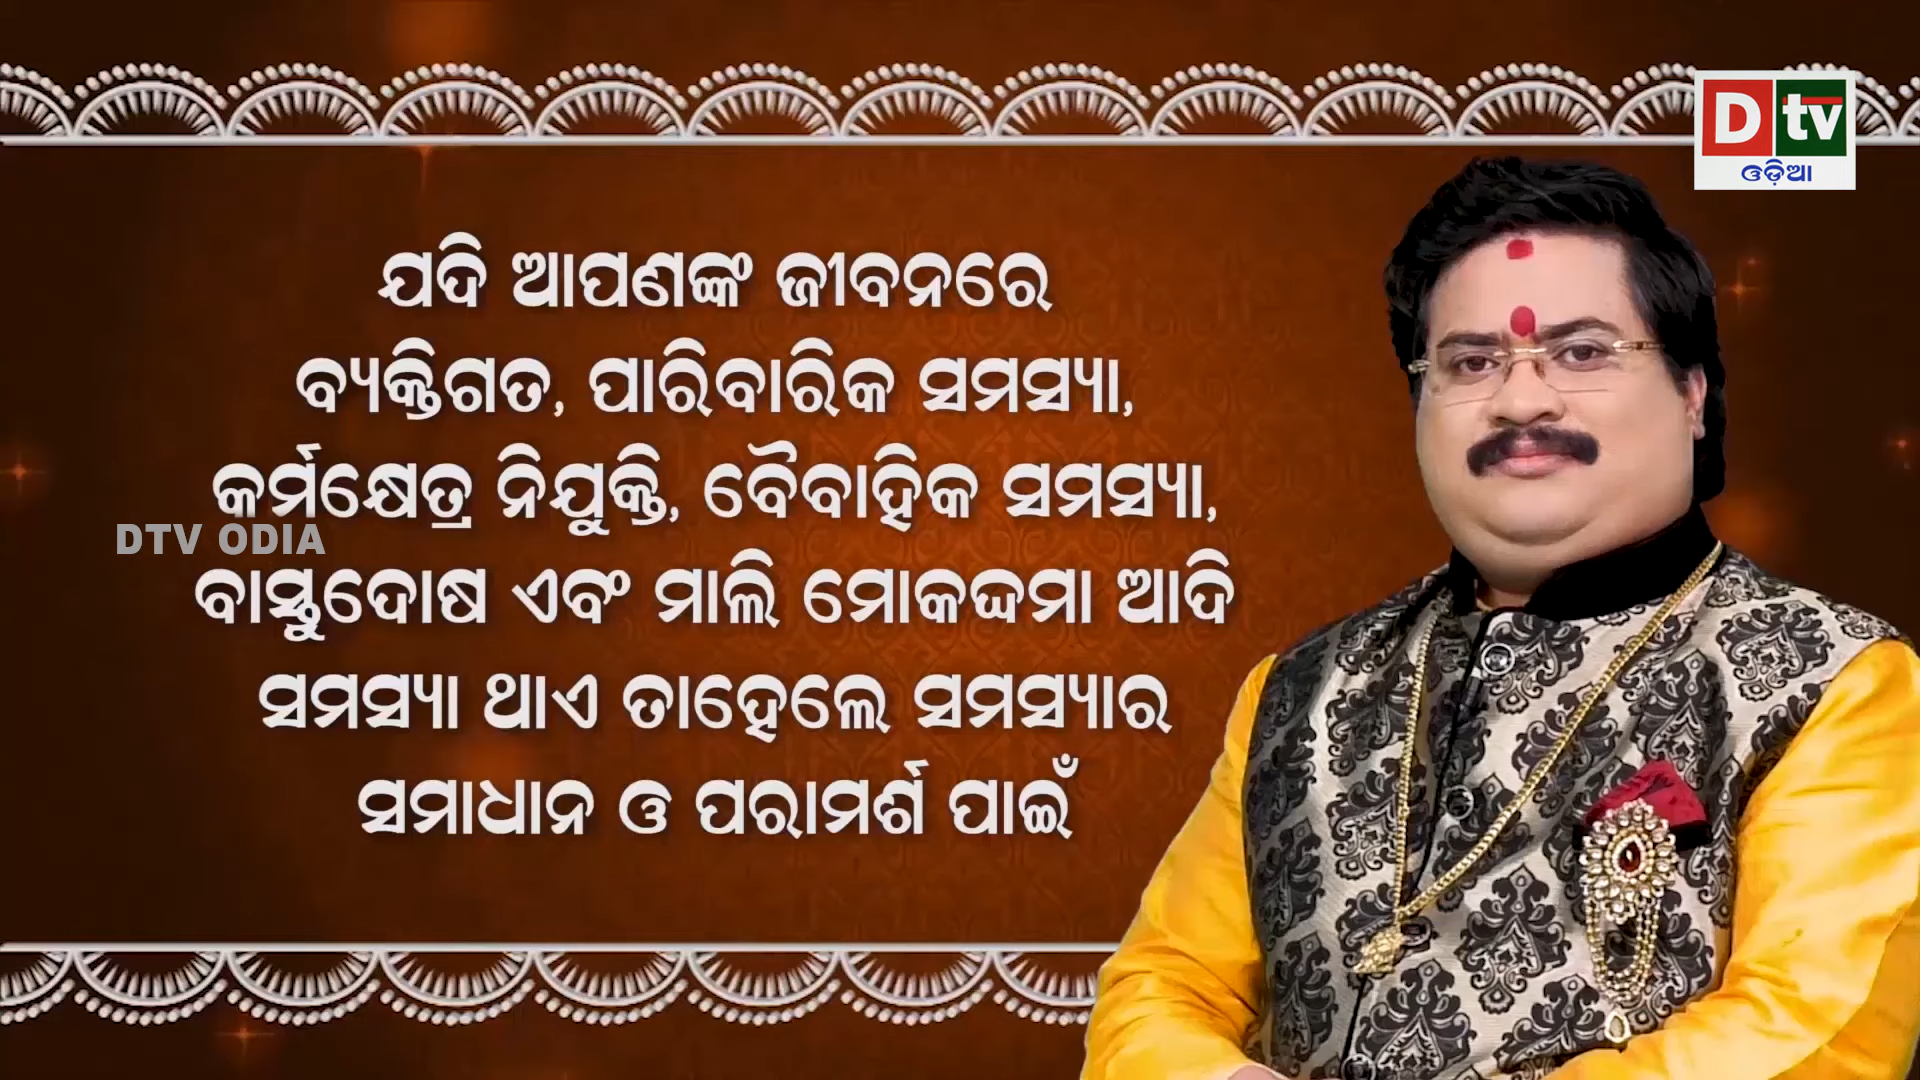 D tv
ଓଡ଼ିଆ
ଯଦି ଆପଣଙ୍କ ଜୀବନରେ
ବ୍ୟକ୍ତିଗତ, ପାରିବାରିକ ସମସ୍ୟା,
କର୍ମକ୍ଷେତ୍ର ନିଯୁକ୍ତି, ବୈବାହିକ ସମସ୍ୟା,
DTV ODIA
ବାସ୍ତୁଦୋଷ ଏବଂ ମାଲି ମୋକଦ୍ଦମା ଆଦି
ସମସ୍ୟା ଥାଏ ତାହେଲେ ସମସ୍ୟାର
ସମାଧାନ ଓ ପରାମର୍ଶ ପାଇଁ